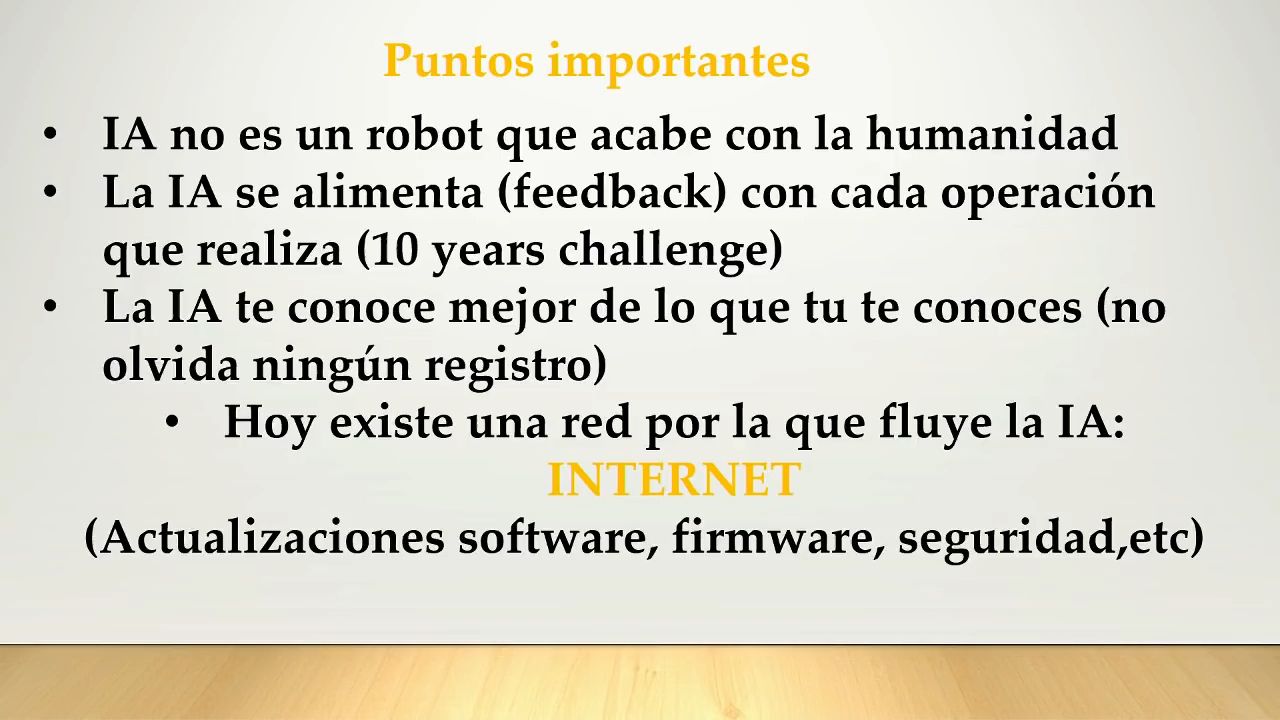 Puntos importantes
• IA no es un robot que acabe con la humanidad
• La IA se alimenta (feedback) con cada operación
que realiza (10 years challenge)
• La IA te conoce mejor de lo que tu te conoces (no
olvida ningún registro)
• Hoy existe una red por la que fluye la IA:
INTERNET
(Actualizaciones software, firmware, seguridad,etc)